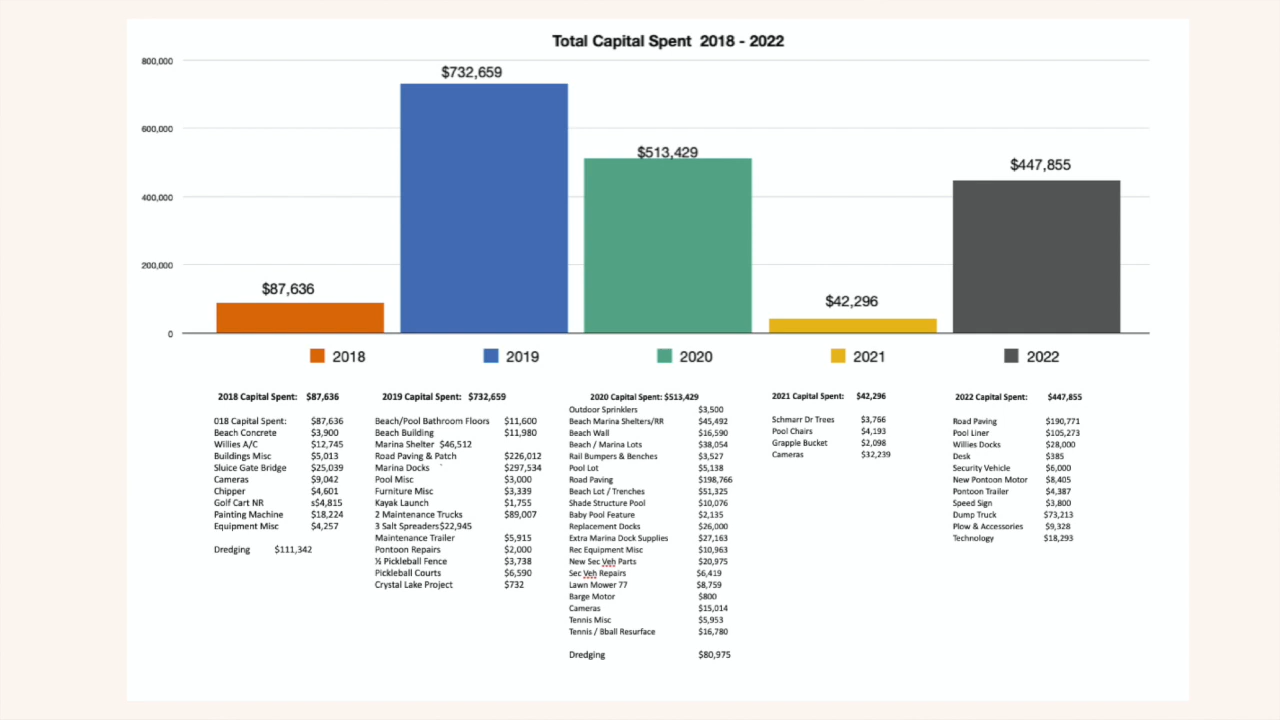 Total Capital Spent 2018 - 2022
800,000
600,000
400,000
200,000
0
$87,636
$732,659
$513,429
$42,296
$447,855
2018
2019
2020
2021
2022
2018 Capital Spent: $87,636
018 Capital Spent: $87,636
Beach Concrete $3,900
Willies A/C $12,745
Buildings Misc $5,013
Sluice Gate Bridge $25,039
Cameras $9,042
Chipper $4,601
Golf Cart NR s$4,815
Painting Machine $18,224
Equipment Misc $4,257
Dredging $111,342
2019 Capital Spent: $732,659
Beach/Pool Bathroom Floors $11,600
Beach Building $11,980
Marina Shelter $46,512
Road Paving & Patch $226,012
Marina Docks $297,534
Pool Misc $3,000
Furniture Misc $3,339
Kayak Launch $1,755
2 Maintenance Trucks $89,007
3 Salt Spreaders$22,945
Maintenance Trailer $5,915
Pontoon Repairs $2,000
½ Pickleball Fence $3,738
Pickleball Courts $6,590
Crystal Lake Project $732
2020 Capital Spent: $513,429
Outdoor Sprinklers $3,500
Beach Marina Shelters/RR $45,492
Beach Wall $16,590
Beach / Marina Lots $38,054
Rail Bumpers & Benches $3,527
Pool Lot $5,138
Road Paving $198,766
Beach Lot / Trenches $51,325
Shade Structure Pool $10,076
Baby Pool Feature $2,135
Replacement Docks $26,000
Extra Marina Dock Supplies $27,163
Rec Equipment Misc $10,963
New Sec Veh Parts $20,975
Sec Veh Repairs $6,419
Lawn Mower 77 $8,759
Barge Motor $800
Cameras $15,014
Tennis Misc $5,953
Tennis / Bball Resurface $16,780
Dredging $80,975
2021 Capital Spent: $42,296
Schmarr Dr Trees $3,766
Pool Chairs $4,193
Grapple Bucket $2,098
Cameras $32,239
2022 Capital Spent: $447,855
Road Paving $190,771
Pool Liner $105,273
Willies Docks $28,000
Desk $385
Security Vehicle $6,000
New Pontoon Motor $8,405
Pontoon Trailer $4,387
Speed Sign $3,800
Dump Truck $73,213
Plow & Accessories $9,328
Technology $18,293